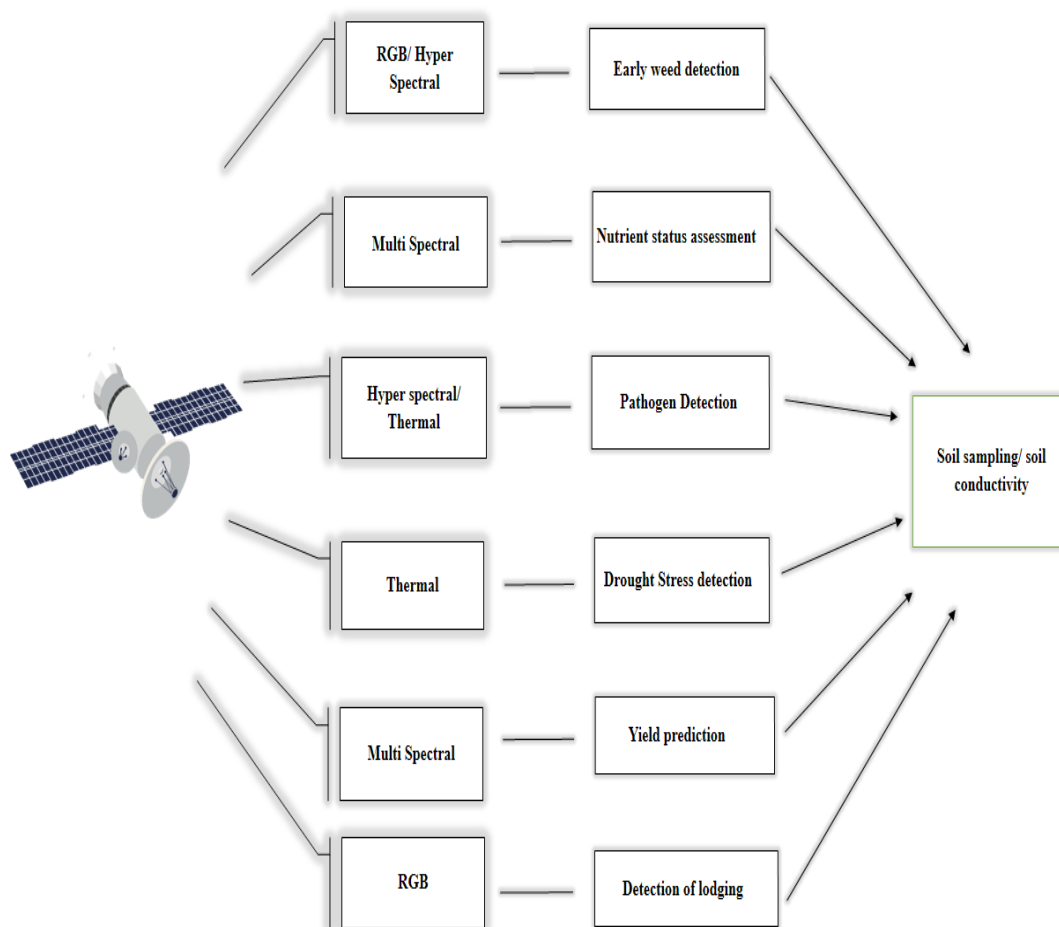 RGB/ Hyper
Spectral
Early weed detection
Multi Spectral
Nutrient status assessment
Hyper spectral/
Thermal
Pathogen Detection
Soil sampling/ soil
conductivity
Thermal
Drought Stress detection
Multi Spectral
Yield prediction
RGB
Detection of lodging